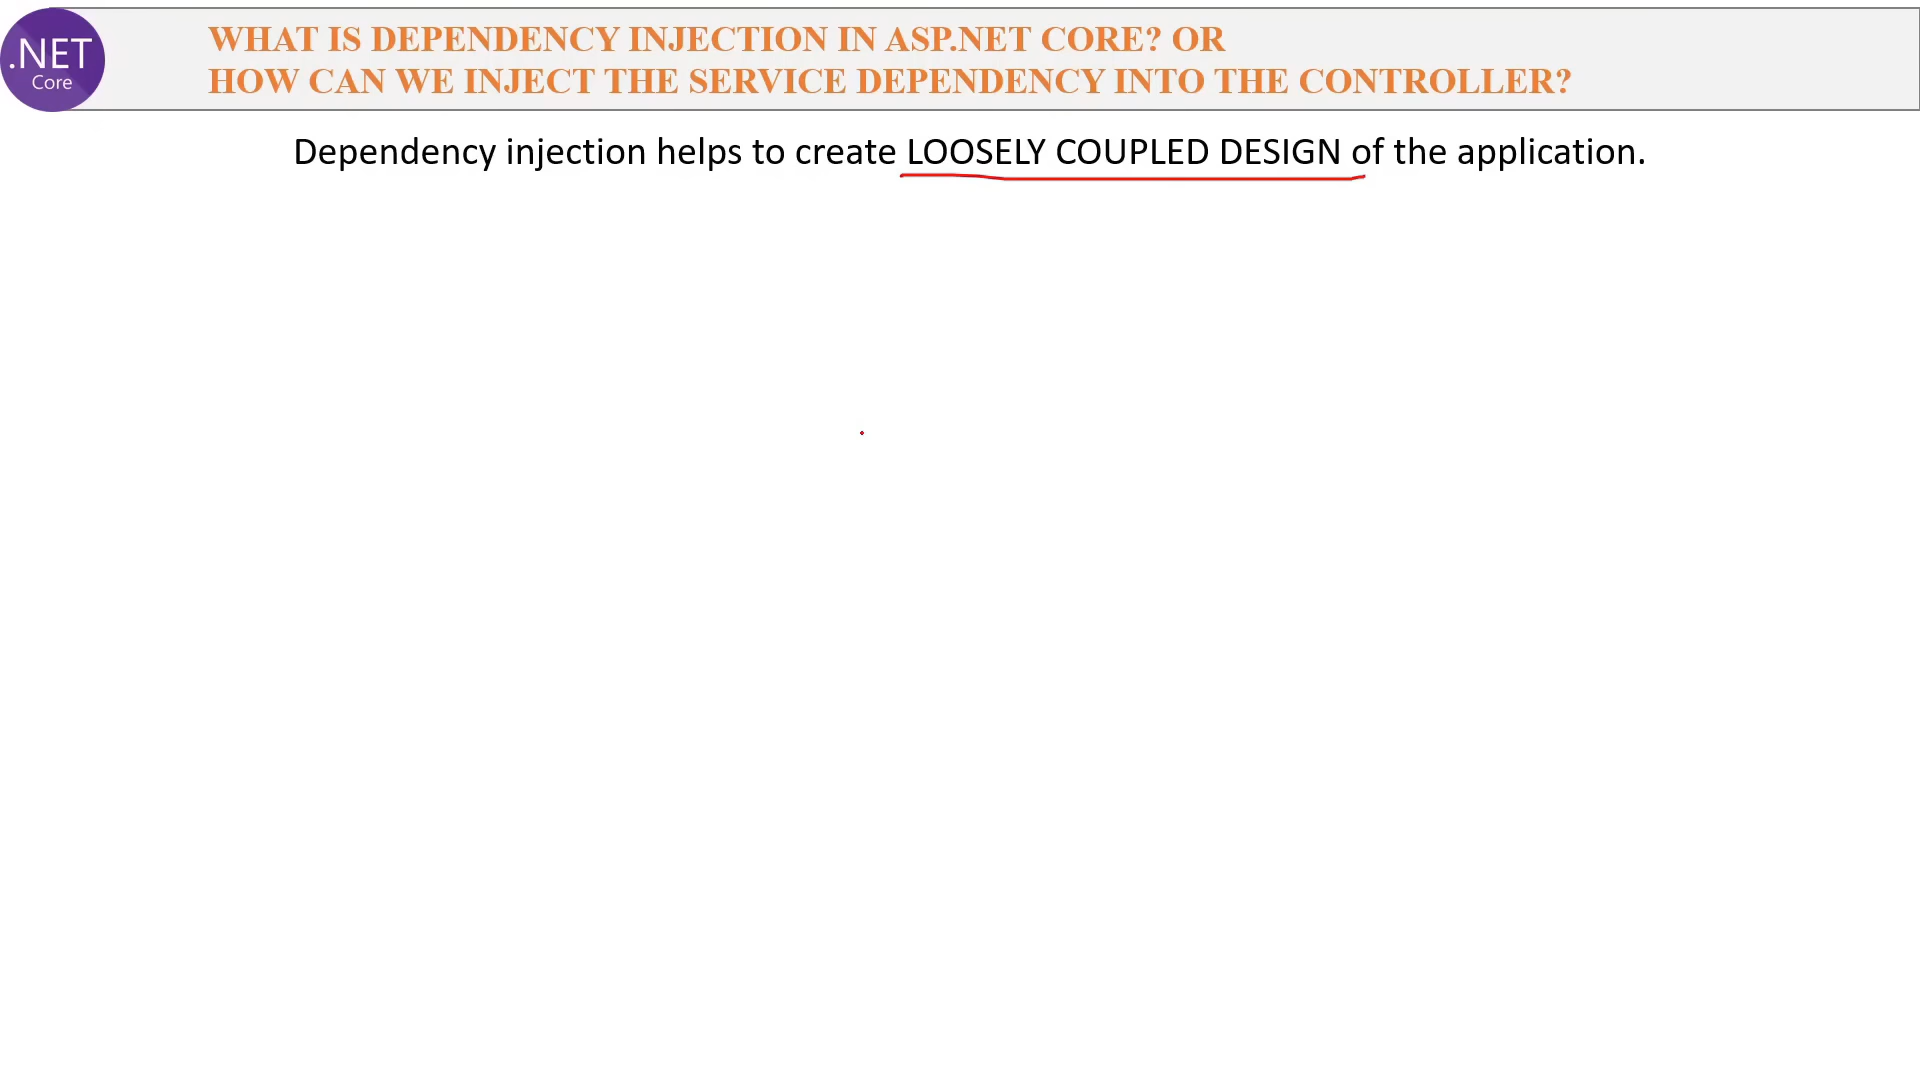 .NET
Core
WHAT IS DEPENDENCY INJECTION IN ASP.NET CORE? OR
HOW CAN WE INJECT THE SERVICE DEPENDENCY INTO THE CONTROLLER?
Dependency injection helps to create LOOSELY COUPLED DESIGN of the application.